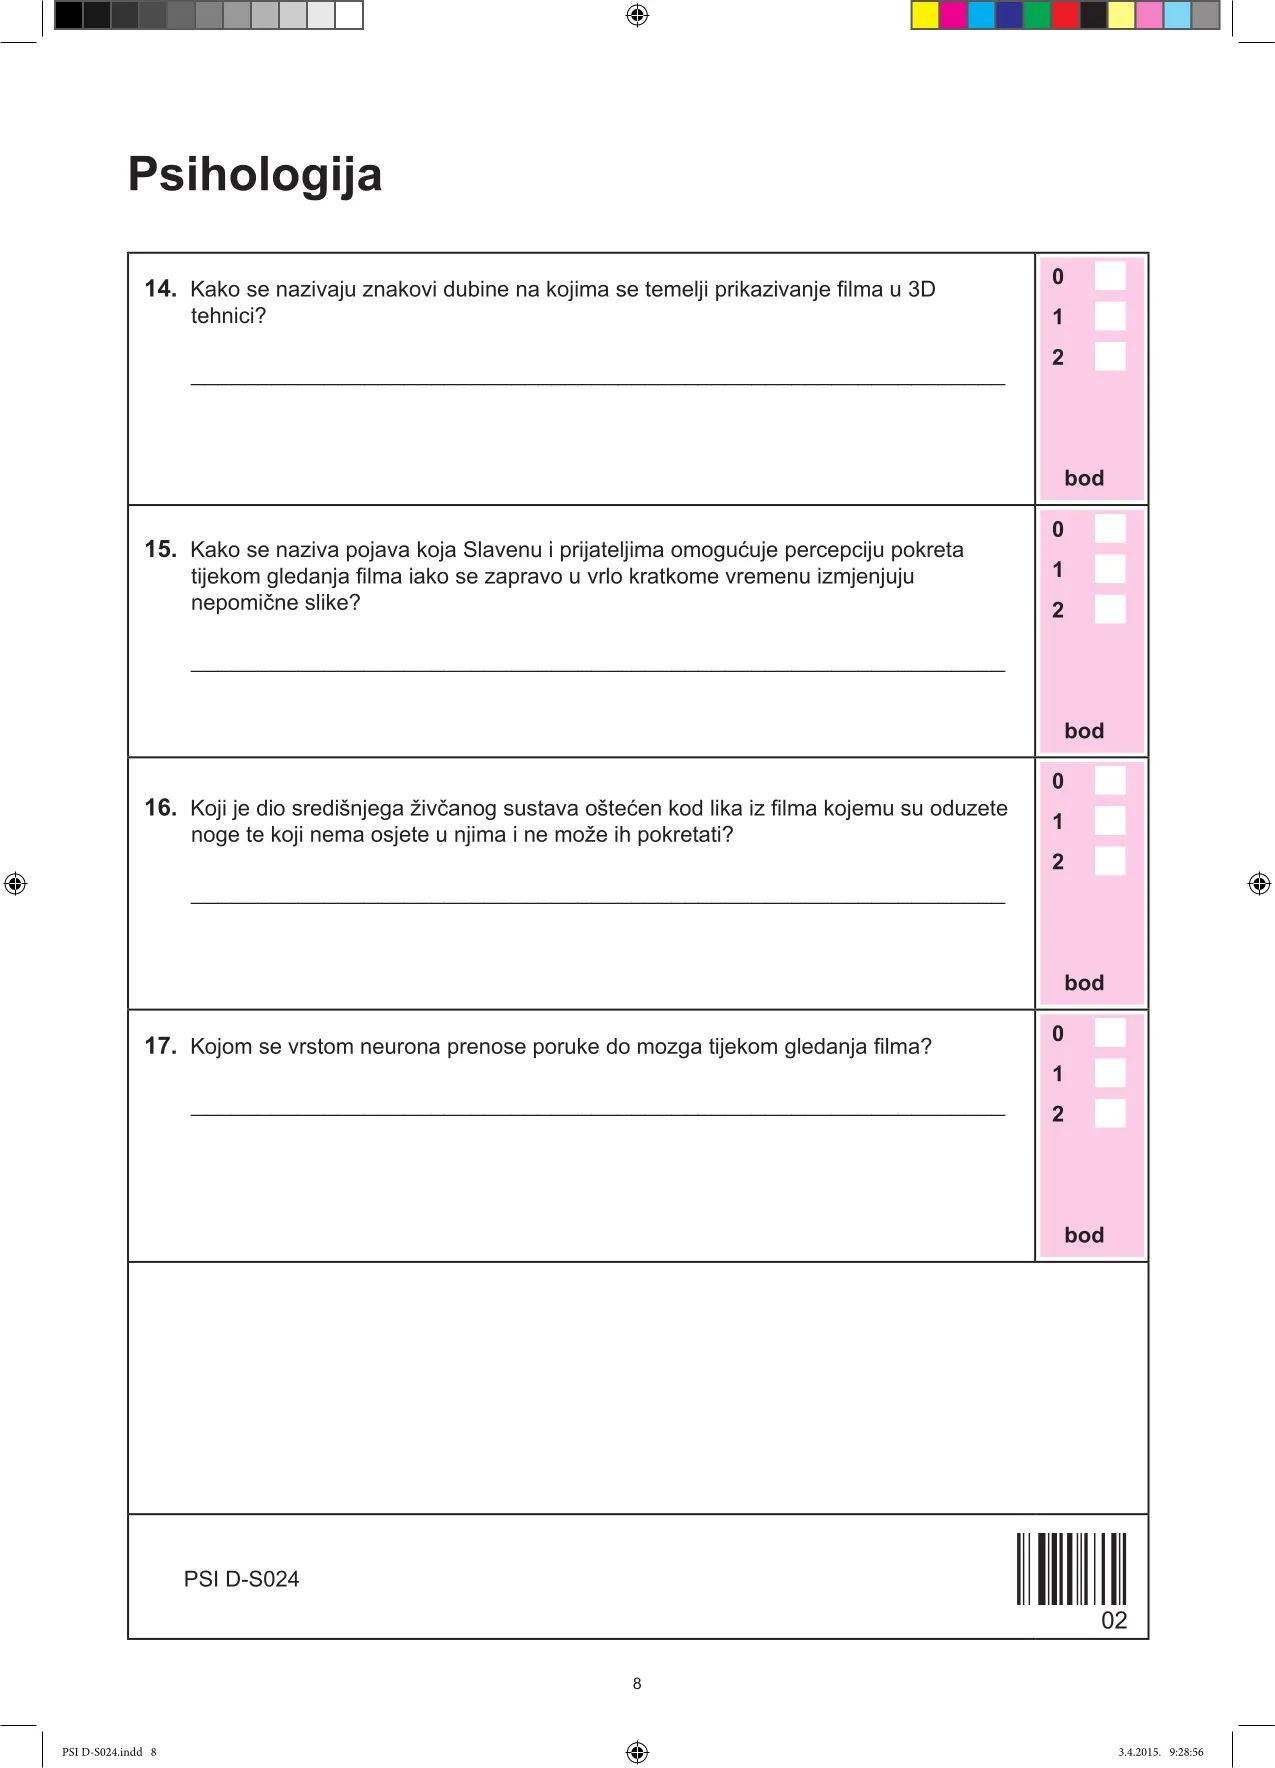 Psihologija
14. Kako se nazivaju znakovi dubine na kojima se temelji prikazivanje filma u 3D
tehnici?
0
1
2
bod
15. Kako se naziva pojava koja Slavenu i prijateljima omogućuje percepciju pokreta
tijekom gledanja filma iako se zapravo u vrlo kratkome vremenu izmjenjuju
nepomične slike?
0
1
2
bod
16. Koji je dio središnjega živčanog sustava oštećen kod lika iz filma kojemu su oduzete
noge te koji nema osjete u njima i ne može ih pokretati?
0
1
2
bod
17. Kojom se vrstom neurona prenose poruke do mozga tijekom gledanja filma?
0
1
2
bod
PSI D-S024
02
8
PSI D-S024.indd 8
3.4.2015. 9:28:56